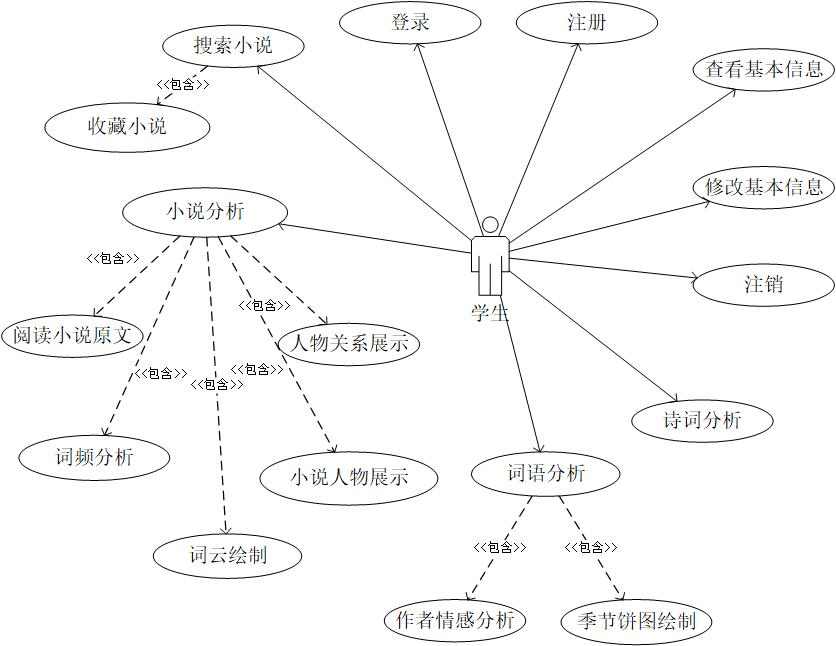 登录
注册
搜索小说
查看基本信息
<<包含>>
收藏小说
修改基本信息
小说分析
<<包含>>
注销
<<包含>>
学生
阅读小说原文
人物关系展示
<<包含>>
<<包含>>
<<包含>>
诗词分析
词频分析
小说人物展示
词语分析
词云绘制
<<包含>>
<<包含>>
作者情感分析
季节饼图绘制